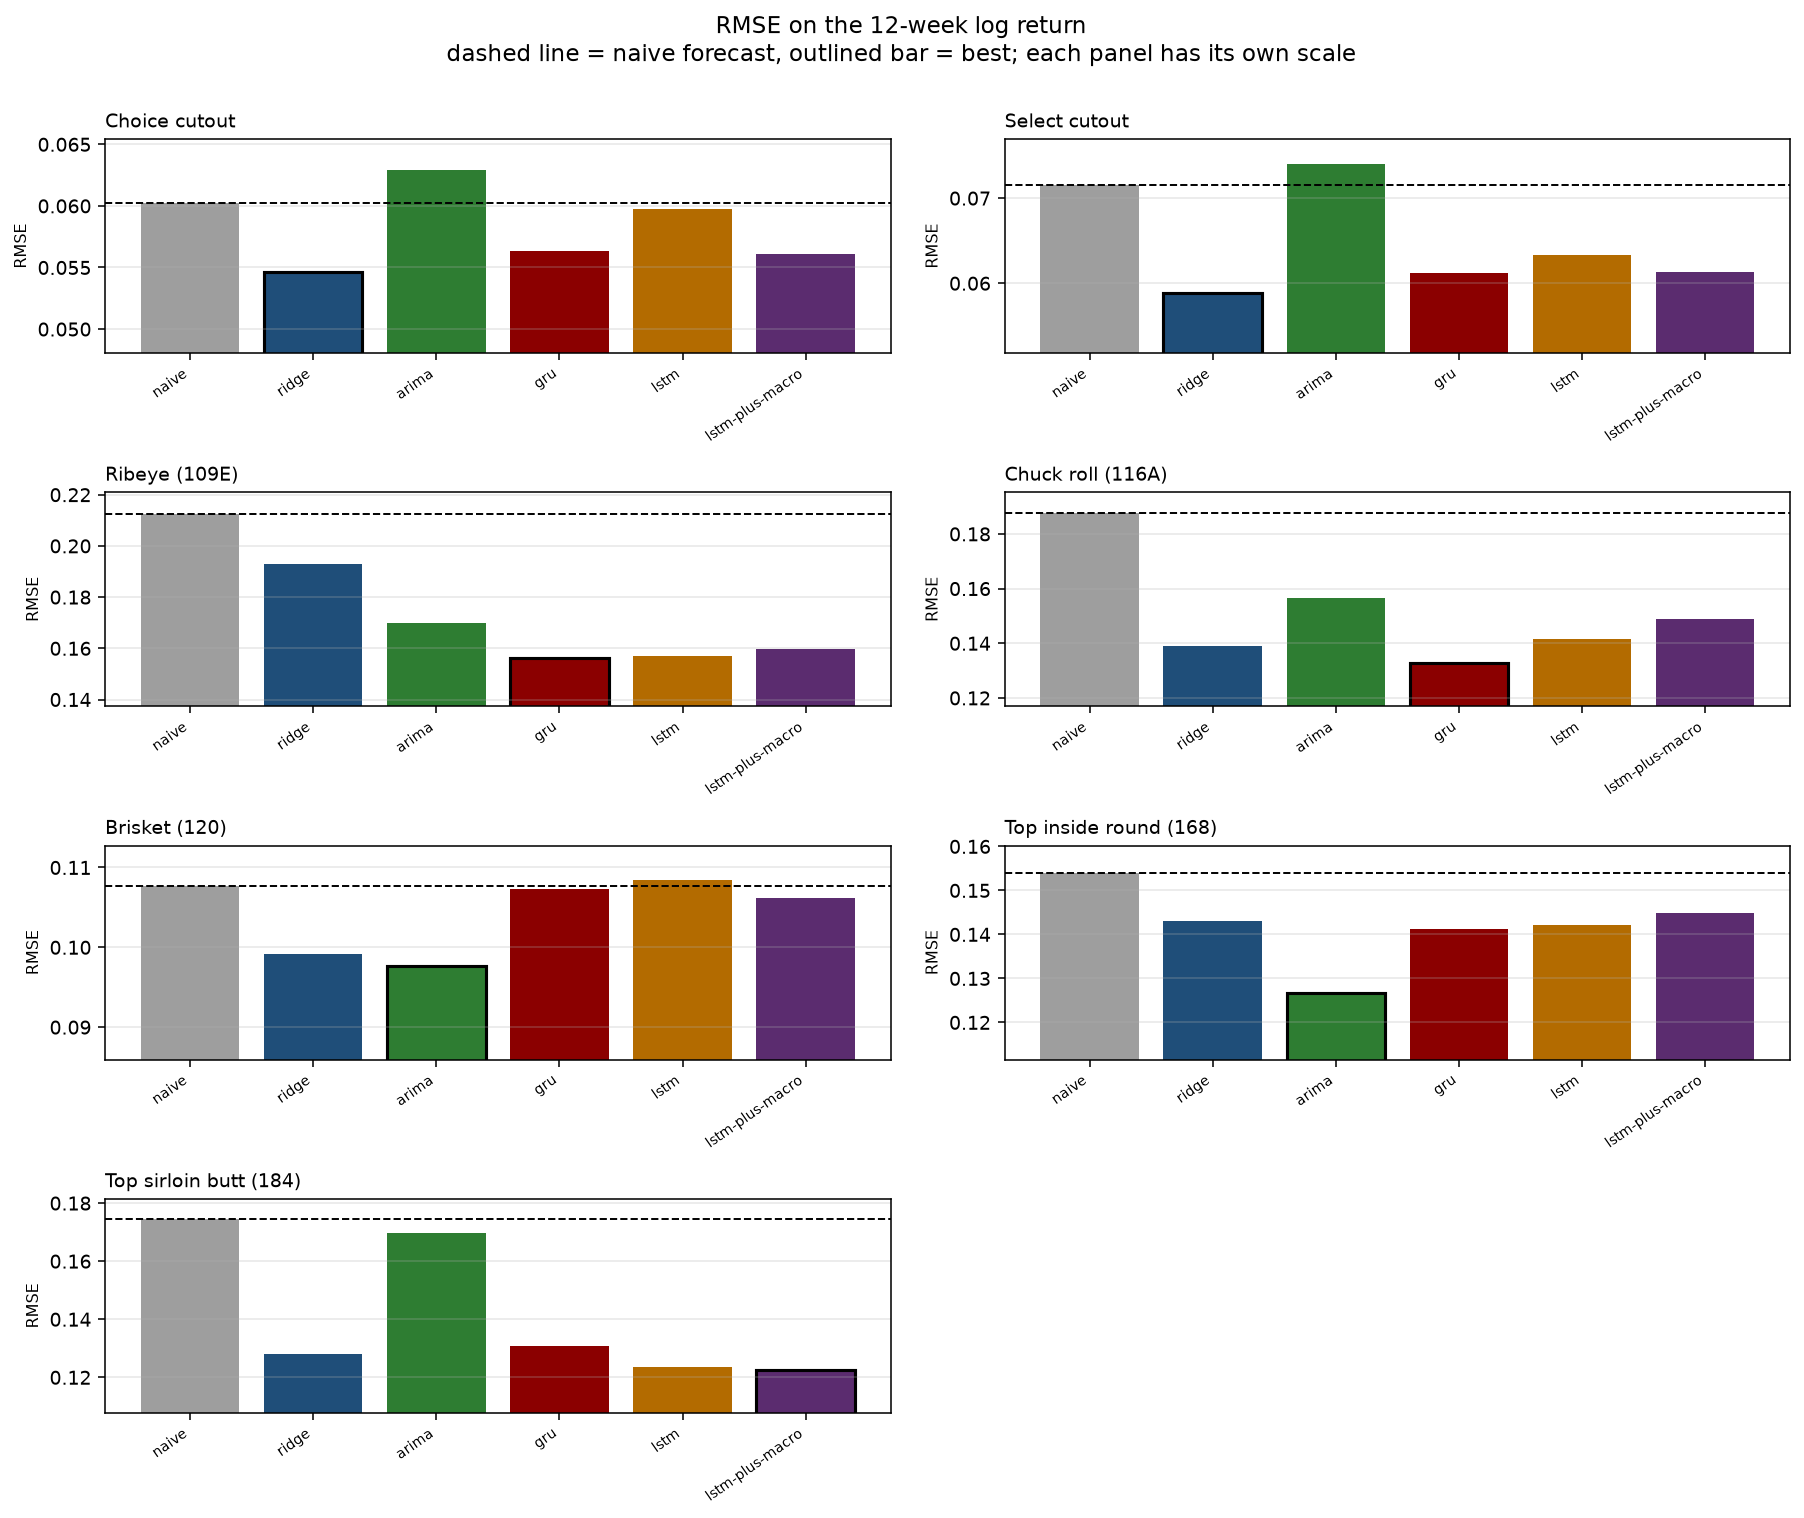 RMSE on the 12-week log return
dashed line = naive forecast, outlined bar = best; each panel has its own scale
Choice cutout
0.065
0.060
0.055
0.050
RMSE
naive
ridge
arima
gru
lstm
lstm-plus-macro
Select cutout
0.07
0.06
RMSE
naive
ridge
arima
gru
lstm
lstm-plus-macro
Ribeye (109E)
0.22
0.20
0.18
0.16
0.14
RMSE
naive
ridge
arima
gru
lstm
lstm-plus-macro
Chuck roll (116A)
0.18
0.16
0.14
0.12
RMSE
naive
ridge
arima
gru
lstm
lstm-plus-macro
Brisket (120)
0.11
0.10
0.09
RMSE
naive
ridge
arima
gru
lstm
lstm-plus-macro
Top inside round (168)
0.16
0.15
0.14
0.13
0.12
RMSE
naive
ridge
arima
gru
lstm
lstm-plus-macro
Top sirloin butt (184)
0.18
0.16
0.14
0.12
RMSE
naive
ridge
arima
gru
lstm
lstm-plus-macro